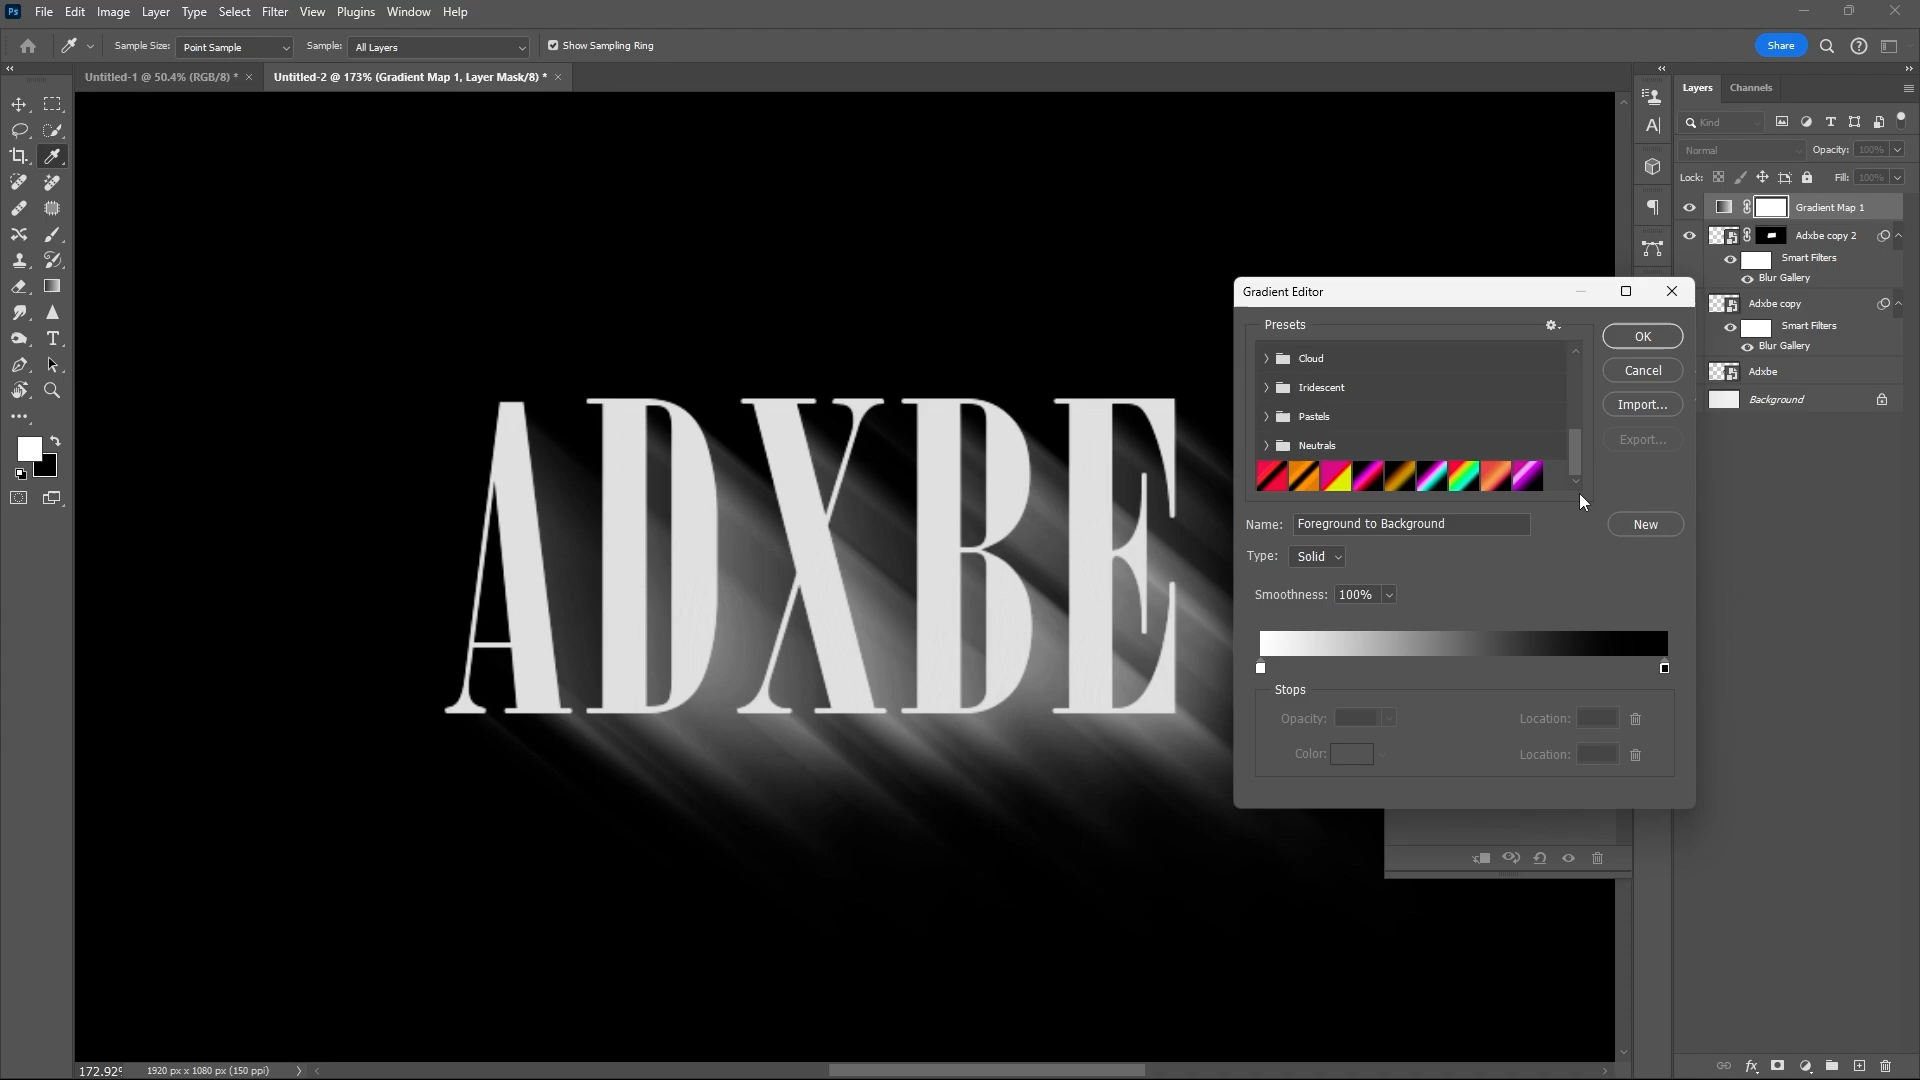 Ps File Edit Image Layer Type Select Filter View Plugins Window Help
Sample Size: Point Sample Sample: All Layers Show Sampling Ring Share
Untitled-1 @ 50.4% (RGB/8) * × Untitled-2 @ 173% (Gradient Map 1, Layer Mask/8) * ×
Layers Channels
Kind
Normal Opacity: 100%
Lock: Fill: 100%
Gradient Map 1
Adxbe copy 2
Smart Filters
Blur Gallery
Adxbe copy
Smart Filters
Blur Gallery
Adxbe
Background
ADXBE
Gradient Editor
Presets
Cloud
Iridescent
Pastels
Neutrals
OK
Cancel
Import...
Export...
Name: Foreground to Background New
Type: Solid
Smoothness: 100%
Stops
Opacity: Location:
Color: Location:
172.92% 1920 px x 1080 px (150 ppi)